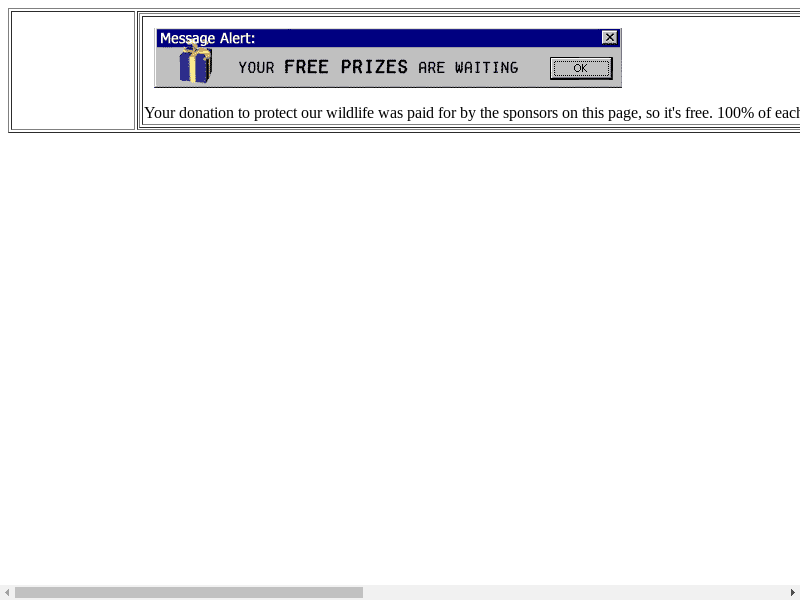 Message Alert:
YOUR FREE PRIZES ARE WAITING
OK
Your donation to protect our wildlife was paid for by the sponsors on this page, so it's free. 100% of each